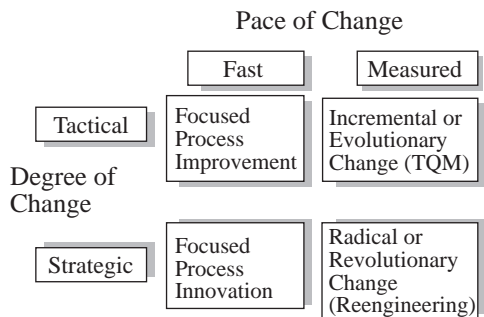 Pace of Change
Fast
Measured
Tactical
Focused
Process
Improvement
Incremental or
Evolutionary
Change (TQM)
Degree of
Change
Strategic
Focused
Process
Innovation
Radical or
Revolutionary
Change
(Reengineering)